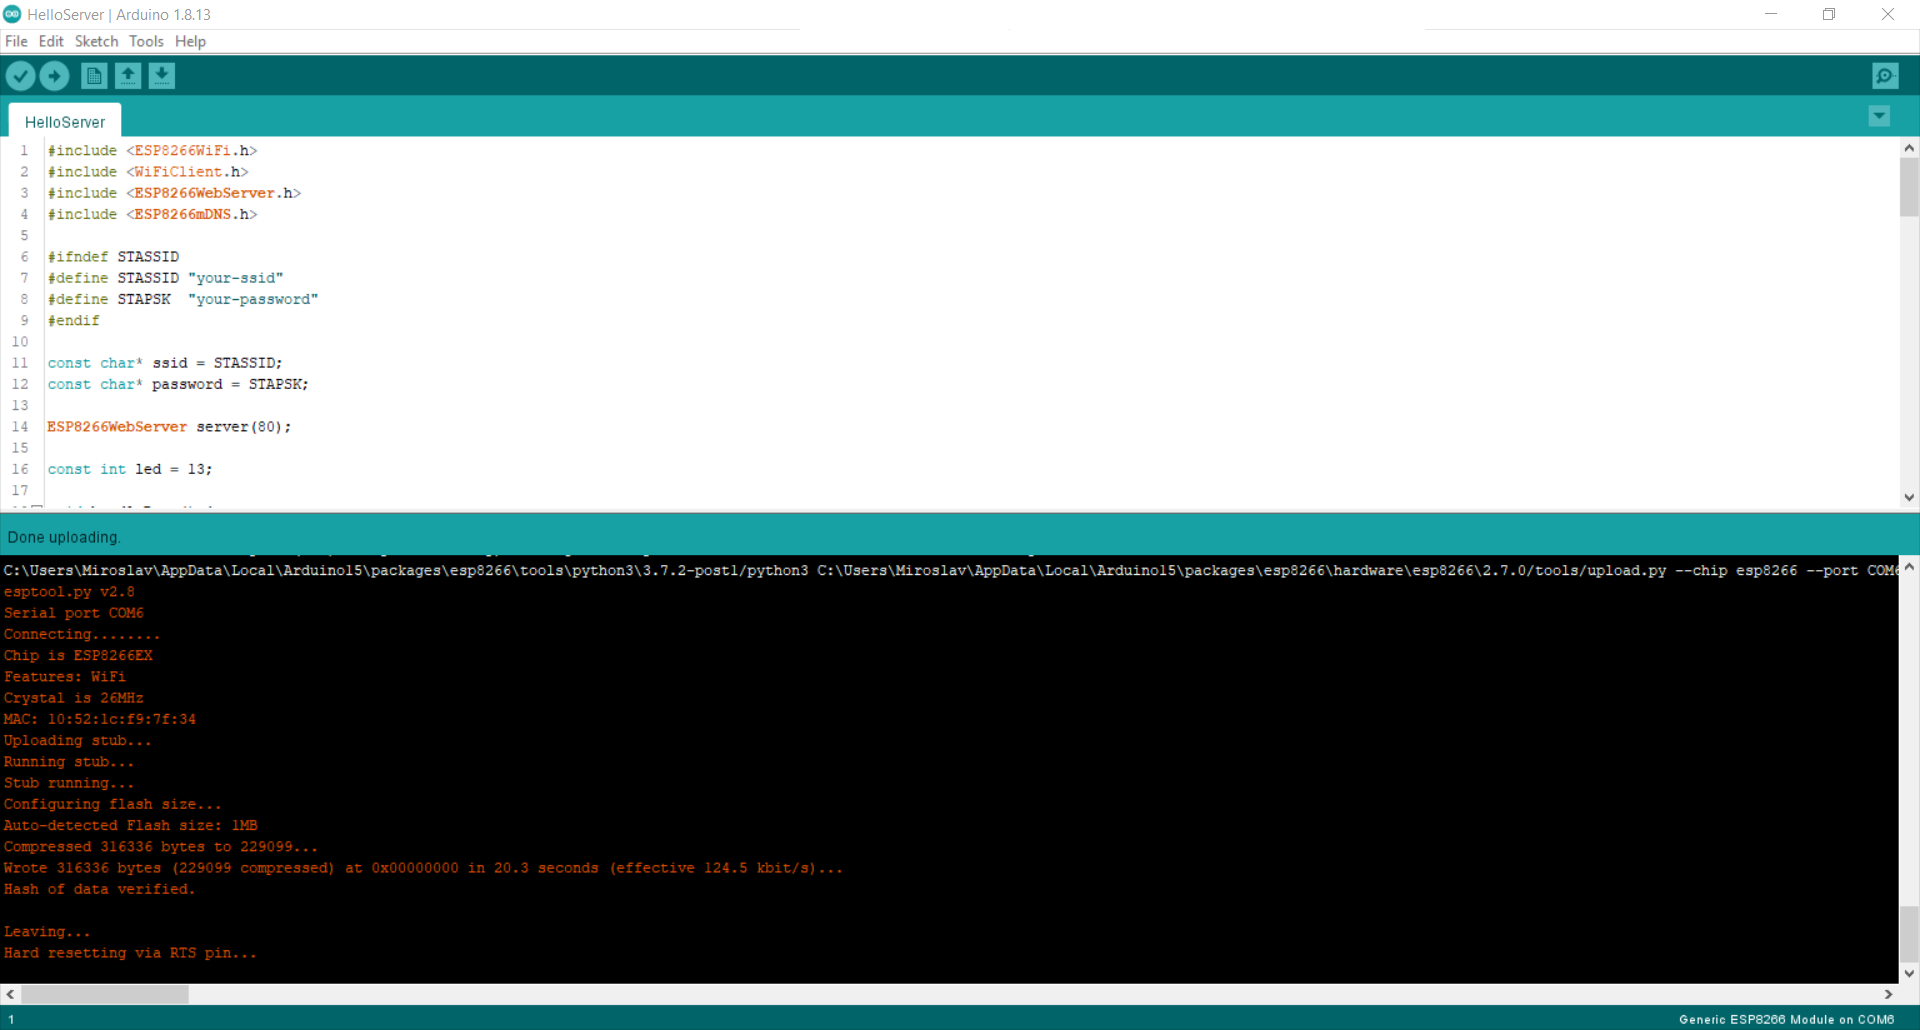 HelloServer | Arduino 1.8.13
File Edit Sketch Tools Help
HelloServer
1 #include <ESP8266WiFi.h>
2 #include <WiFiClient.h>
3 #include <ESP8266WebServer.h>
4 #include <ESP8266mDNS.h>
5
6 #ifndef STASSID
7 #define STASSID "your-ssid"
8 #define STAPSK  "your-password"
9 #endif
10
11 const char* ssid = STASSID;
12 const char* password = STAPSK;
13
14 ESP8266WebServer server(80);
15
16 const int led = 13;
17
Done uploading.
C:\Users\Miroslav\AppData\Local\Arduino15\packages\esp8266\tools\python3\3.7.2-post1/python3 C:\Users\Miroslav\AppData\Local\Arduino15\packages\esp8266\hardware\esp8266\2.7.0/tools/upload.py --chip esp8266 --port COM6
esptool.py v2.8
Serial port COM6
Connecting........
Chip is ESP8266EX
Features: WiFi
Crystal is 26MHz
MAC: 10:52:1c:f9:7f:34
Uploading stub...
Running stub...
Stub running...
Configuring flash size...
Auto-detected Flash size: 1MB
Compressed 316336 bytes to 229099...
Wrote 316336 bytes (229099 compressed) at 0x00000000 in 20.3 seconds (effective 124.5 kbit/s)...
Hash of data verified.
Leaving...
Hard resetting via RTS pin...
1 Generic ESP8266 Module on COM6